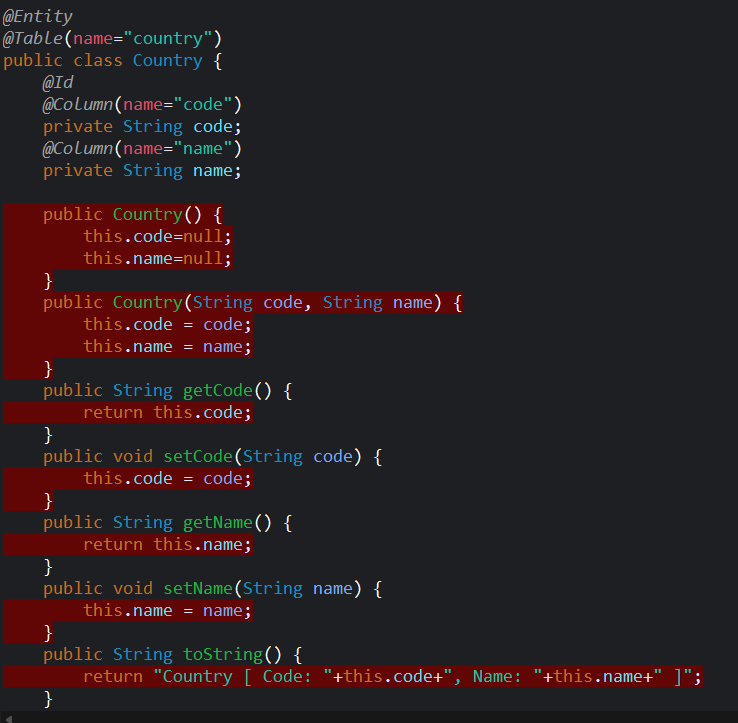 @Entity
@Table(name="country")
public class Country {
    @Id
    @Column(name="code")
    private String code;
    @Column(name="name")
    private String name;

    public Country() {
        this.code=null;
        this.name=null;
    }
    public Country(String code, String name) {
        this.code = code;
        this.name = name;
    }
    public String getCode() {
        return this.code;
    }
    public void setCode(String code) {
        this.code = code;
    }
    public String getName() {
        return this.name;
    }
    public void setName(String name) {
        this.name = name;
    }
    public String toString() {
        return "Country [ Code: "+this.code+", Name: "+this.name+" ]";
    }